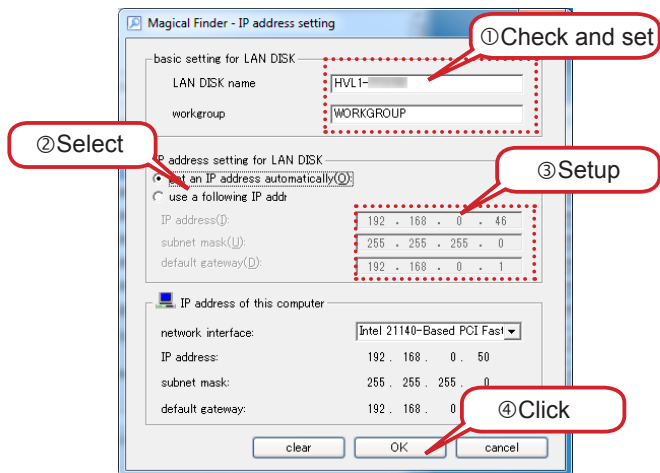 Magical Finder - IP address setting
①Check and set
basic setting for LAN DISK
LAN DISK name HVL1-
workgroup WORKGROUP
②Select
IP address setting for LAN DISK
③Setup
an IP address automatically(O):
use a following IP addr
IP address(I): 192 . 168 . 0 . 46
subnet mask(U): 255 . 255 . 255 . 0
default gateway(D): 192 . 168 . 0 . 1
IP address of this computer
network interface: Intel 21140-Based PCI Fast
IP address: 192 . 168 . 0 . 50
subnet mask: 255 . 255 . 255 . 0
default gateway: 192 . 168 . 0
④Click
clear OK cancel